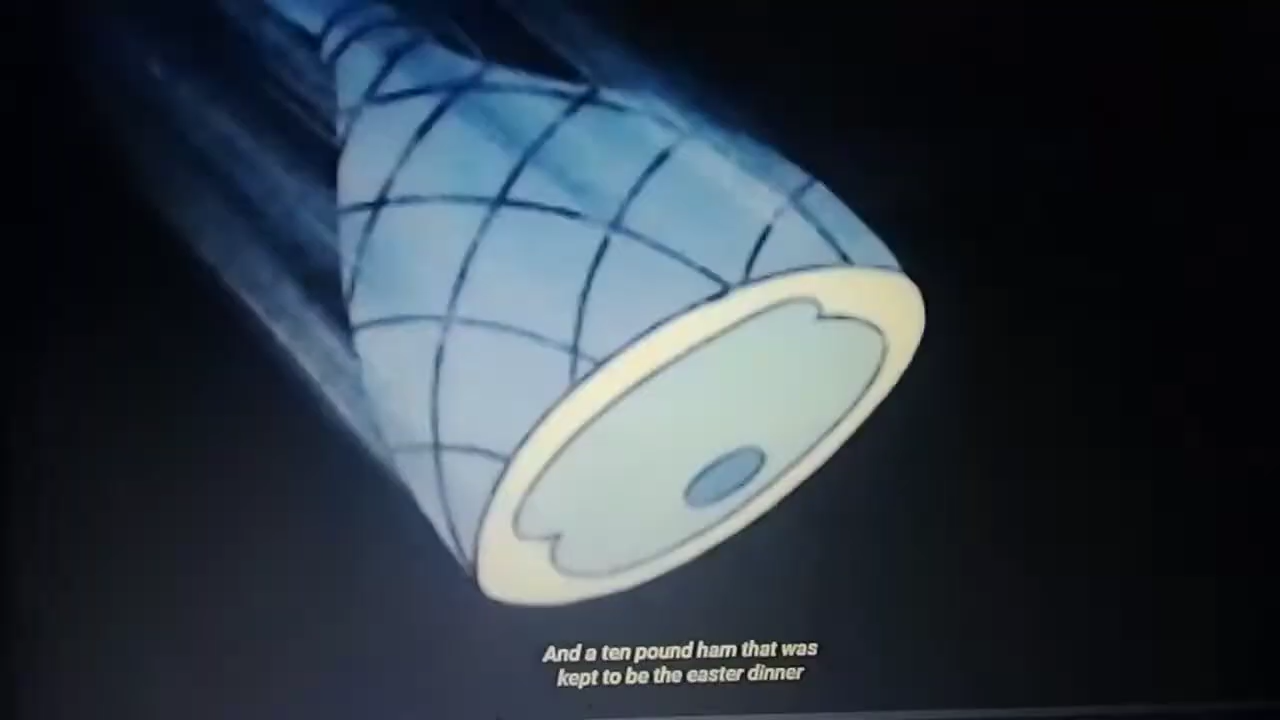 And a ten pound ham that was
kept to be the easter dinner